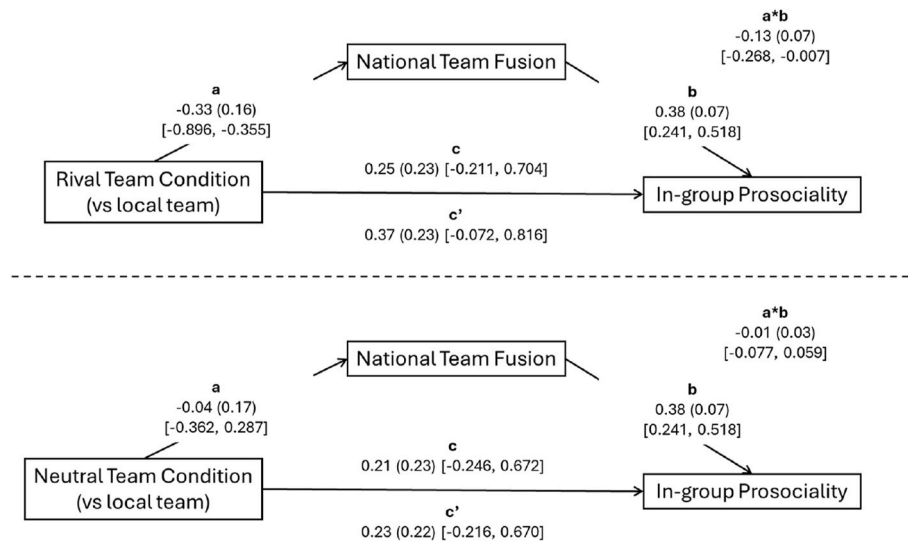 a*b
-0.13 (0.07)
[-0.268, -0.007]
National Team Fusion
a
-0.33 (0.16)
[-0.896, -0.355]
b
0.38 (0.07)
[0.241, 0.518]
c
0.25 (0.23) [-0.211, 0.704]
Rival Team Condition
(vs local team)
In-group Prosociality
c'
0.37 (0.23) [-0.072, 0.816]
a*b
-0.01 (0.03)
[-0.077, 0.059]
National Team Fusion
a
-0.04 (0.17)
[-0.362, 0.287]
b
0.38 (0.07)
[0.241, 0.518]
c
0.21 (0.23) [-0.246, 0.672]
Neutral Team Condition
(vs local team)
In-group Prosociality
c'
0.23 (0.22) [-0.216, 0.670]